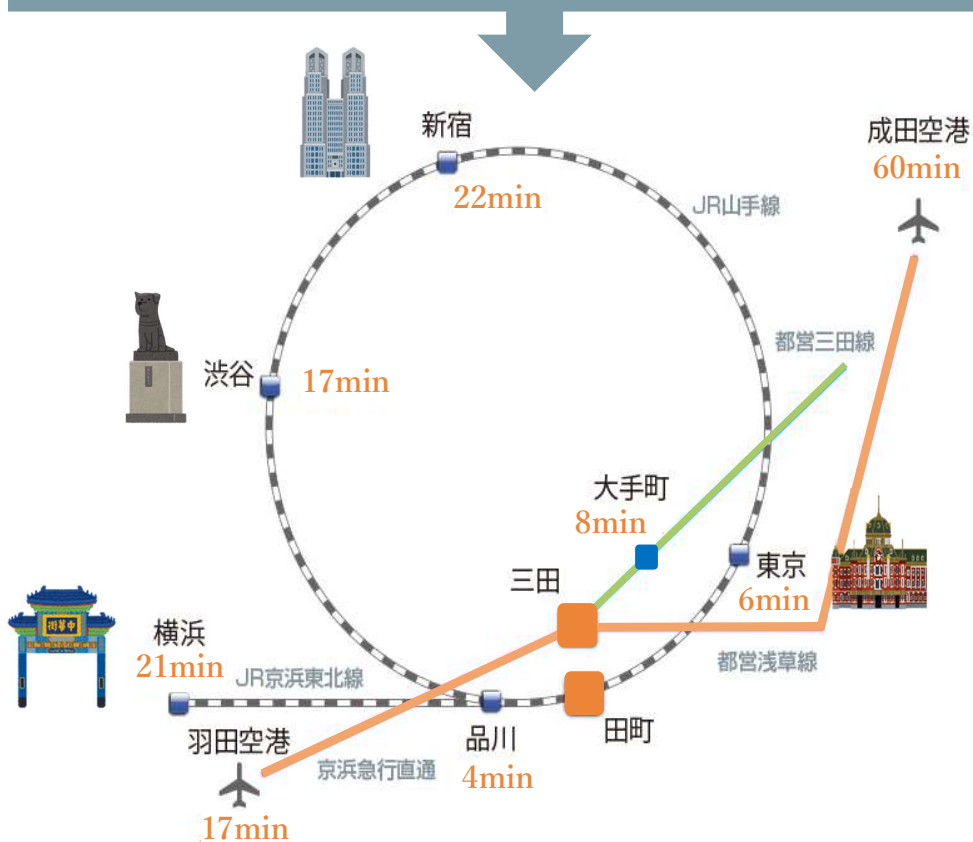 新宿
22min
成田空港
60min
JR山手線
都営三田線
渋谷
17min
大手町
8min
三田
東京
6min
中華街
横浜
21min
JR京浜東北線
都営浅草線
羽田空港
17min
京浜急行直通
品川
4min
田町